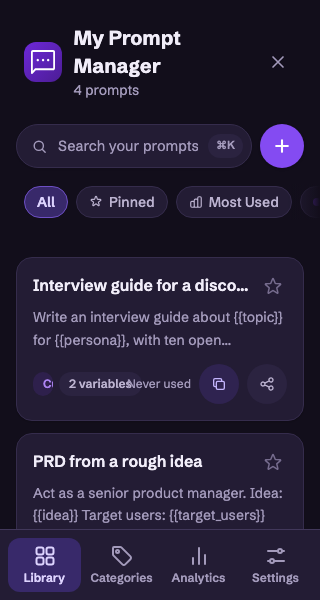 My Prompt
Manager
4 prompts
Search your prompts ⌘K
All Pinned Most Used
Interview guide for a disco...
Write an interview guide about {{topic}}
for {{persona}}, with ten open...
2 variables Never used
PRD from a rough idea
Act as a senior product manager. Idea:
{{idea}} Target users: {{target_users}}
Library Categories Analytics Settings